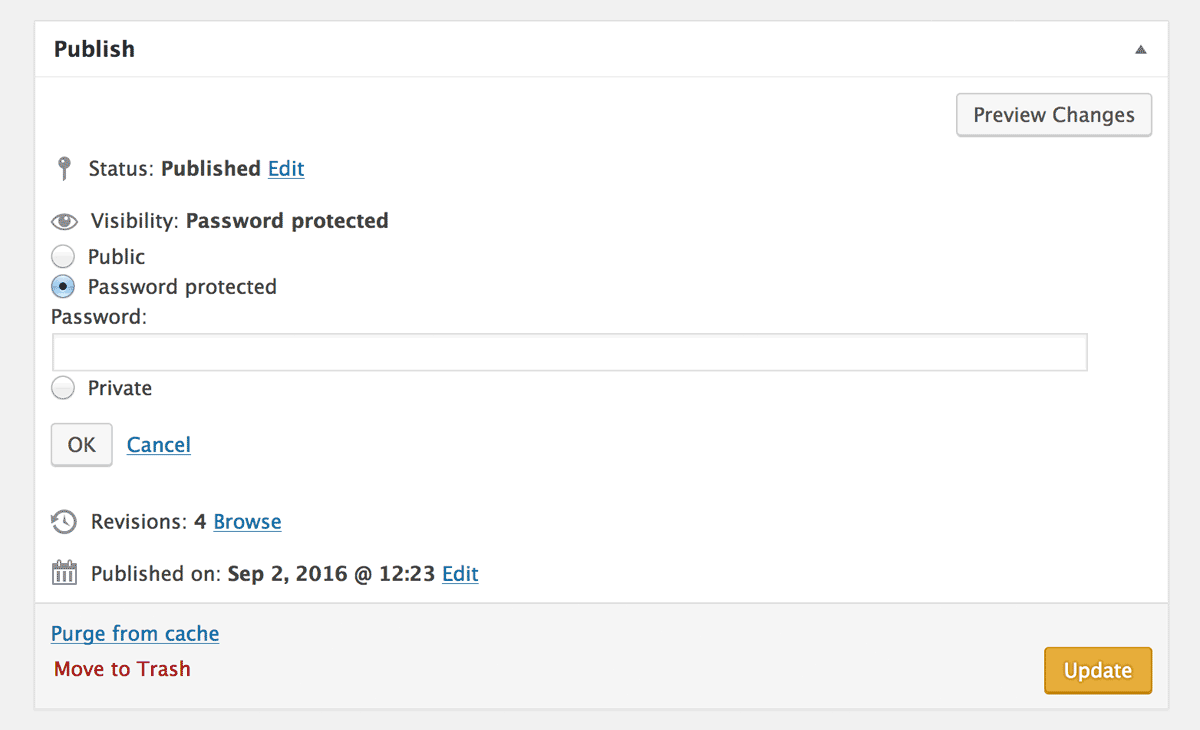 Publish
Preview Changes
Status: Published Edit
Visibility: Password protected
Public
Password protected
Password:
Private
OK Cancel
Revisions: 4 Browse
Published on: Sep 2, 2016 @ 12:23 Edit
Purge from cache
Move to Trash
Update